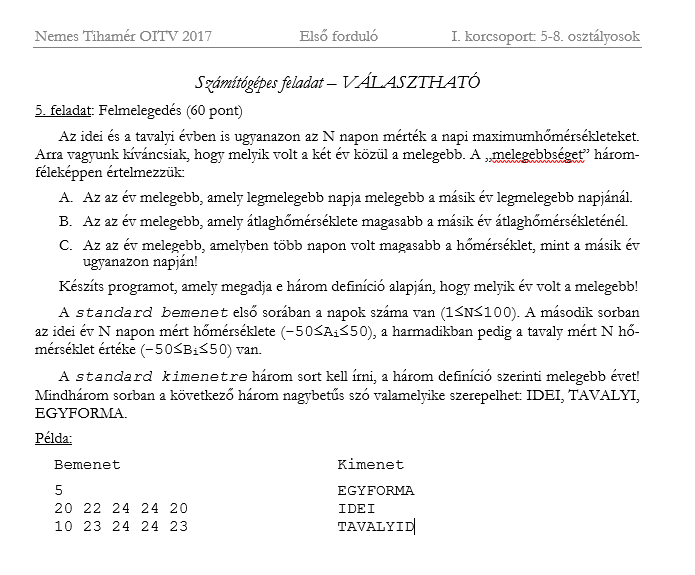 Nemes Tihamér OITV 2017 Első forduló I. korcsoport: 5-8. osztályosok
Számítógépes feladat – VÁLASZTHATÓ
5. feladat: Felmelegedés (60 pont)
Az idei és a tavalyi évben is ugyanazon az N napon mérték a napi maximumhőmérsékleteket.
Arra vagyunk kíváncsiak, hogy melyik volt a két év közül a melegebb. A „melegebbséget” három-
féleképpen értelmezzük:
A. Az az év melegebb, amely legmelegebb napja melegebb a másik év legmelegebb napjánál.
B. Az az év melegebb, amely átlaghőmérséklete magasabb a másik év átlaghőmérsékleténél.
C. Az az év melegebb, amelyben több napon volt magasabb a hőmérséklet, mint a másik év
ugyanazon napján!
Készíts programot, amely megadja e három definíció alapján, hogy melyik év volt a melegebb!
A standard bemenet első sorában a napok száma van (1≤N≤100). A második sorban
az idei év N napon mért hőmérséklete (-50≤Ai≤50), a harmadikban pedig a tavaly mért N hő-
mérséklet értéke (-50≤Bi≤50) van.
A standard kimenetre három sort kell írni, a három definíció szerinti melegebb évet!
Mindhárom sorban a következő három nagybetűs szó valamelyike szerepelhet: IDEI, TAVALYI,
EGYFORMA.
Példa:
Bemenet Kimenet
5 EGYFORMA
20 22 24 24 20 IDEI
10 23 24 24 23 TAVALYID